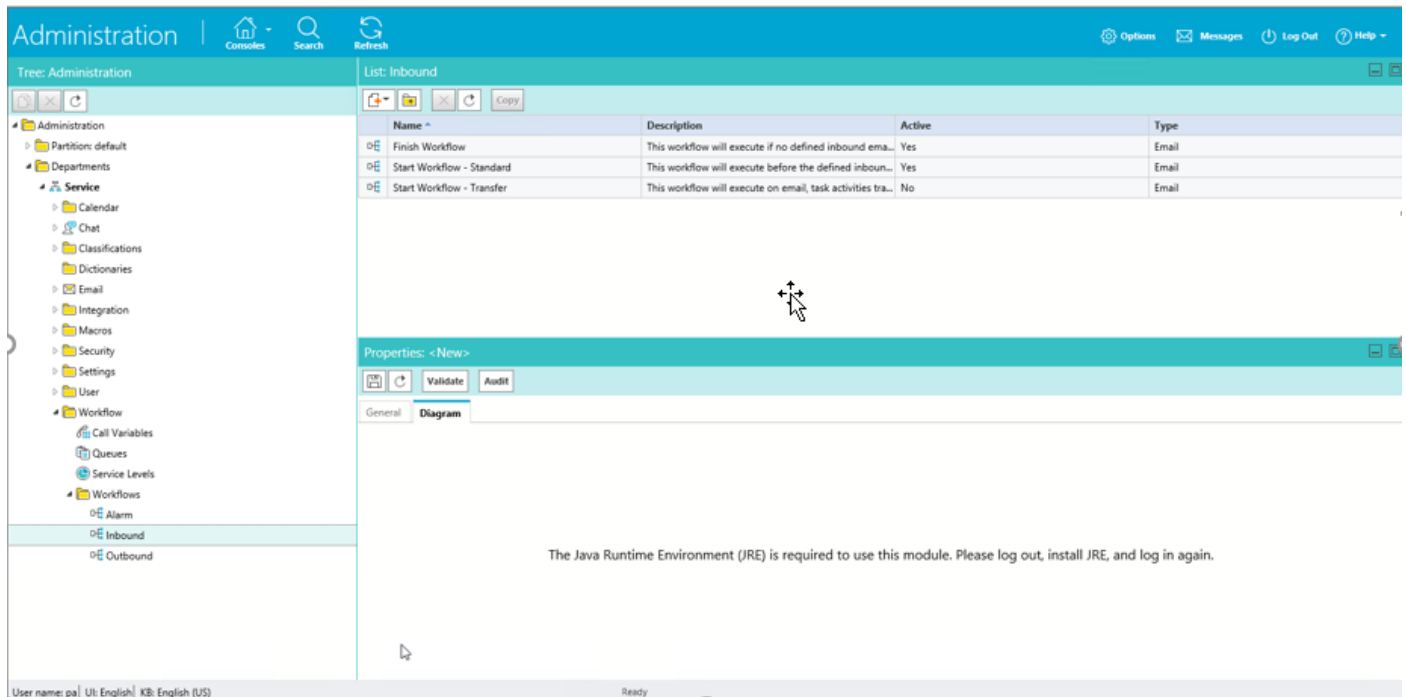 Administration
Consoles
Search
Refresh
Options
Messages
Log Out
Help
Tree: Administration
Administration
Partition: default
Departments
Service
Calendar
Chat
Classifications
Dictionaries
Email
Integration
Macros
Security
Settings
User
Workflow
Call Variables
Queues
Service Levels
Workflows
Alarm
Inbound
Outbound
List: Inbound
Copy
Name Description Active Type
Finish Workflow This workflow will execute if no defined inbound ema... Yes Email
Start Workflow - Standard This workflow will execute before the defined inboun... Yes Email
Start Workflow - Transfer This workflow will execute on email, task activities tra... No Email
Properties: <New>
Validate Audit
General Diagram
The Java Runtime Environment (JRE) is required to use this module. Please log out, install JRE, and log in again.
User name: pa UI: English KB: English (US)
Ready